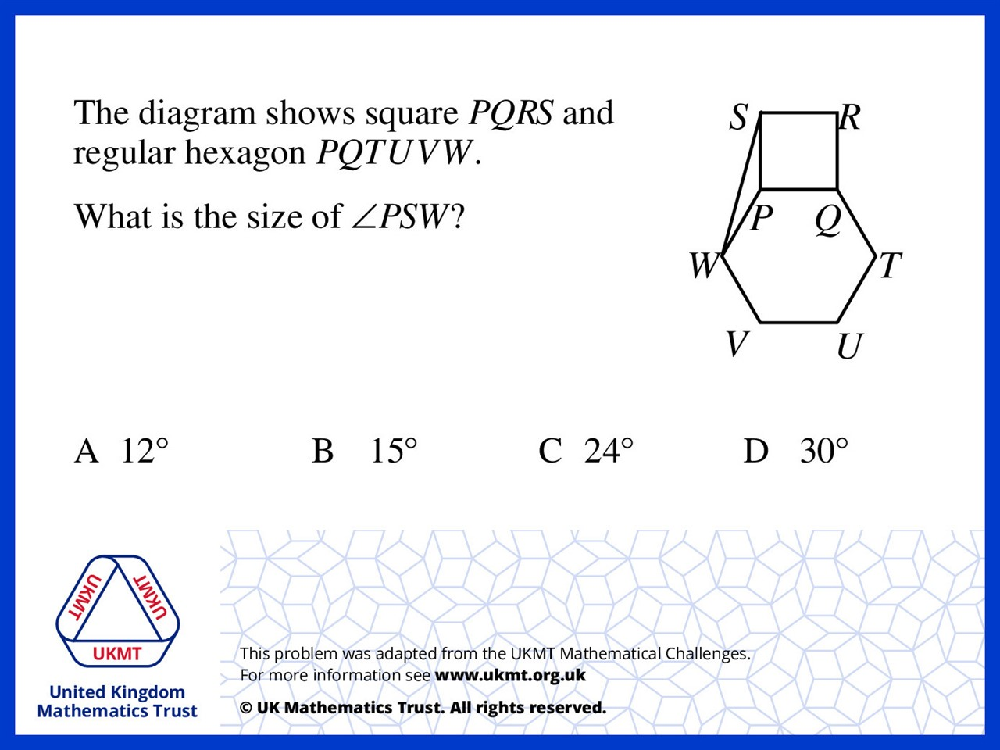 The diagram shows square PQRS and
regular hexagon PQTUVW.
What is the size of ∠PSW?
S
R
P
Q
W
T
V
U
A 12°
B 15°
C 24°
D 30°
UKMT
UKMT
UKMT
United Kingdom
Mathematics Trust
This problem was adapted from the UKMT Mathematical Challenges.
For more information see www.ukmt.org.uk
© UK Mathematics Trust. All rights reserved.